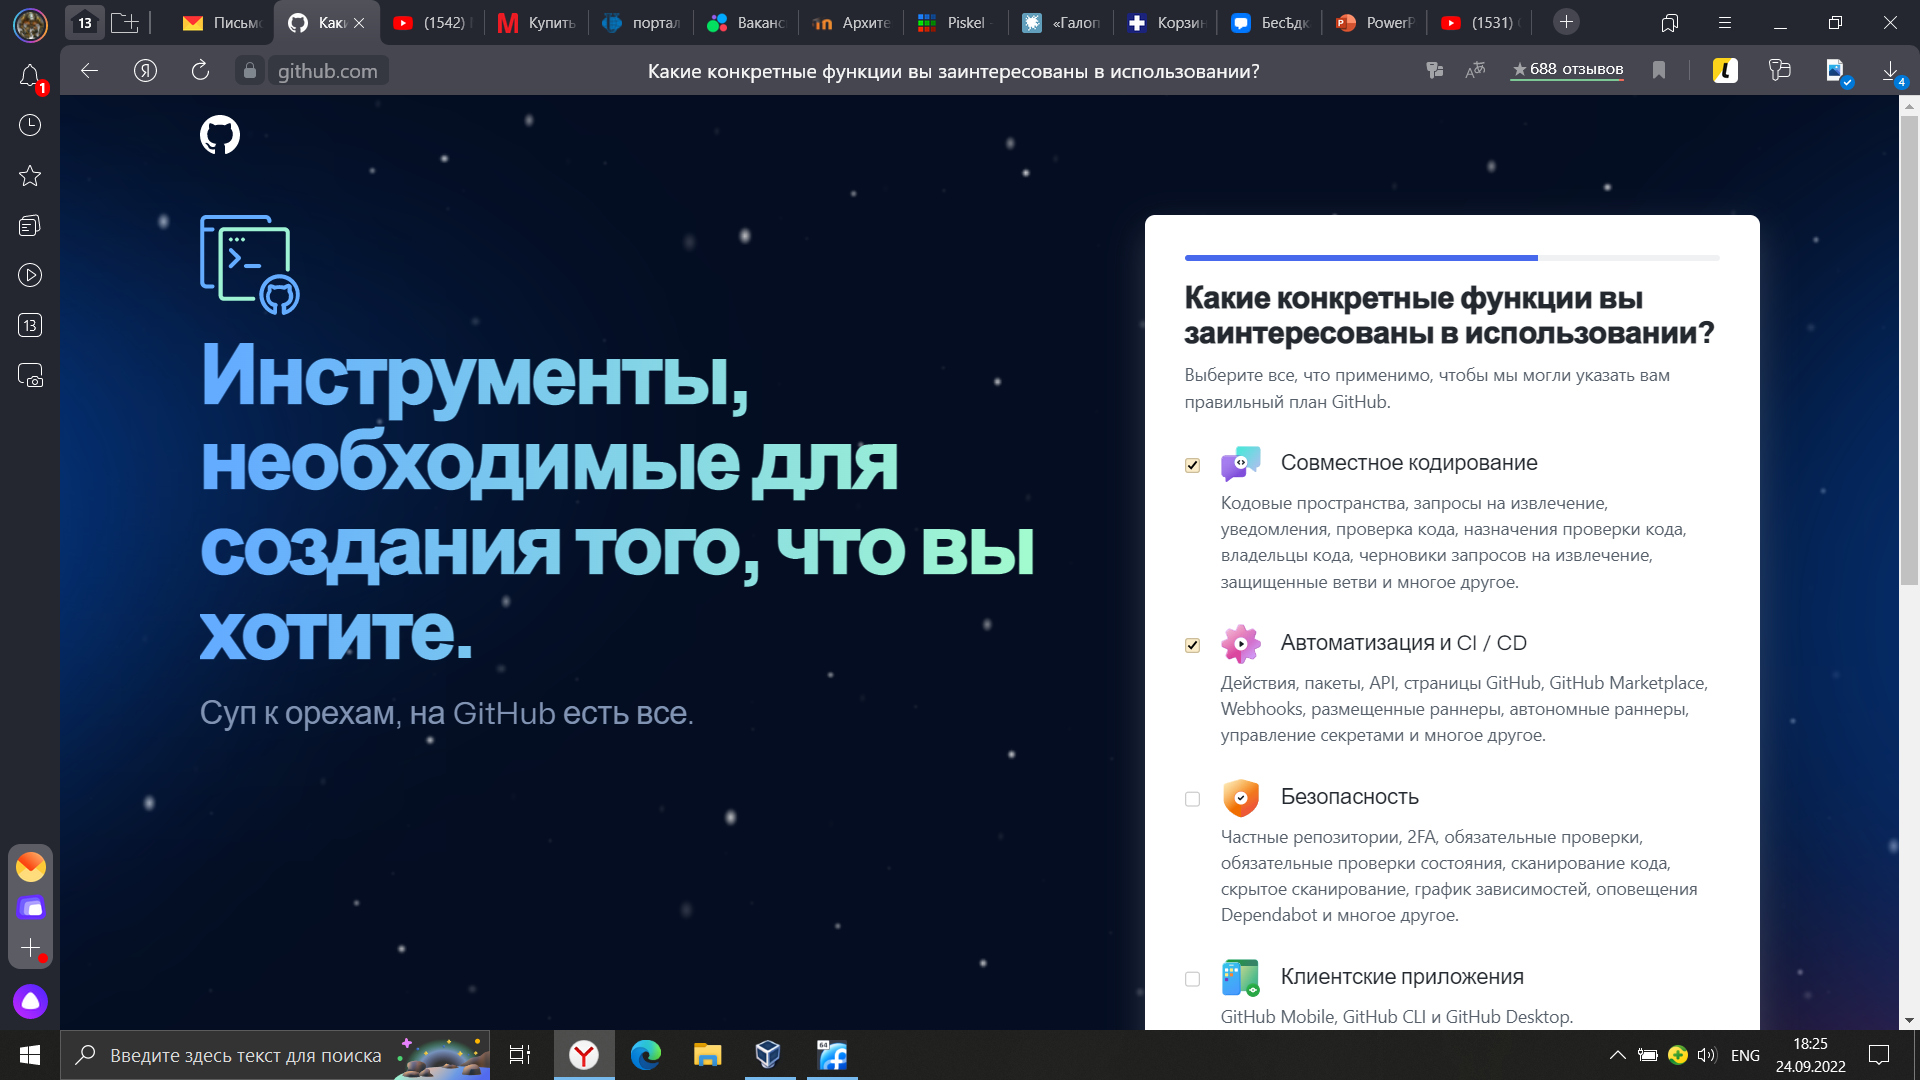 13
Письмо
Каки
(1542)
Купить
портал
Ваканс
Архите
Piskel
«Галоп
Корзин
Бесѣдк
PowerP
(1531)
Я
github.com
Какие конкретные функции вы заинтересованы в использовании?
★688 отзывов
4
1
13
Инструменты,
необходимые для
создания того, что вы
хотите.
Суп к орехам, на GitHub есть все.
Какие конкретные функции вы
заинтересованы в использовании?
Выберите все, что применимо, чтобы мы могли указать вам
правильный план GitHub.
Совместное кодирование
Кодовые пространства, запросы на извлечение,
уведомления, проверка кода, назначения проверки кода,
владельцы кода, черновики запросов на извлечение,
защищенные ветви и многое другое.
Автоматизация и CI / CD
Действия, пакеты, API, страницы GitHub, GitHub Marketplace,
Webhooks, размещенные раннеры, автономные раннеры,
управление секретами и многое другое.
Безопасность
Частные репозитории, 2FA, обязательные проверки,
обязательные проверки состояния, сканирование кода,
скрытое сканирование, график зависимостей, оповещения
Dependabot и многое другое.
Клиентские приложения
GitHub Mobile, GitHub CLI и GitHub Desktop.
Введите здесь текст для поиска
64
ENG
18:25
24.09.2022